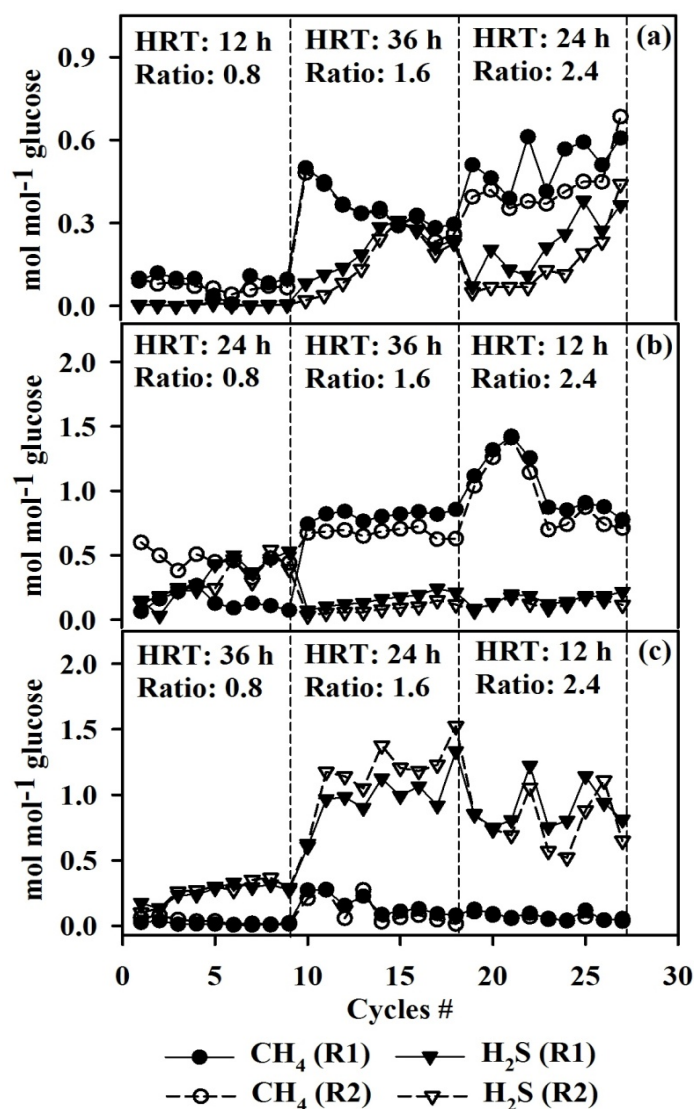 HRT: 12 h HRT: 36 h HRT: 24 h (a)
Ratio: 0.8 Ratio: 1.6 Ratio: 2.4
0.9
0.6
0.3
0.0
mol mol⁻¹ glucose
HRT: 24 h HRT: 36 h HRT: 12 h (b)
Ratio: 0.8 Ratio: 1.6 Ratio: 2.4
2.0
1.5
1.0
0.5
0.0
mol mol⁻¹ glucose
HRT: 36 h HRT: 24 h HRT: 12 h (c)
Ratio: 0.8 Ratio: 1.6 Ratio: 2.4
2.0
1.5
1.0
0.5
0.0
mol mol⁻¹ glucose
0 5 10 15 20 25 30
Cycles #
CH₄ (R1) H₂S (R1)
CH₄ (R2) H₂S (R2)